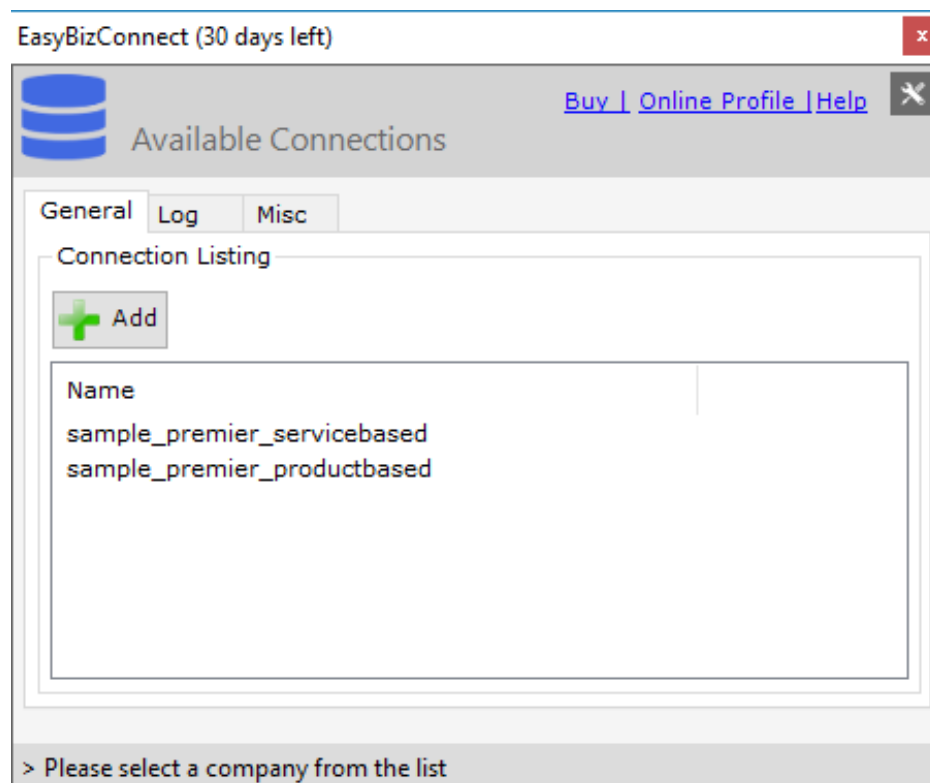 EasyBizConnect (30 days left)
x
Buy | Online Profile |Help
Available Connections
General Log Misc
Connection Listing
Add
Name
sample_premier_servicebased
sample_premier_productbased
> Please select a company from the list